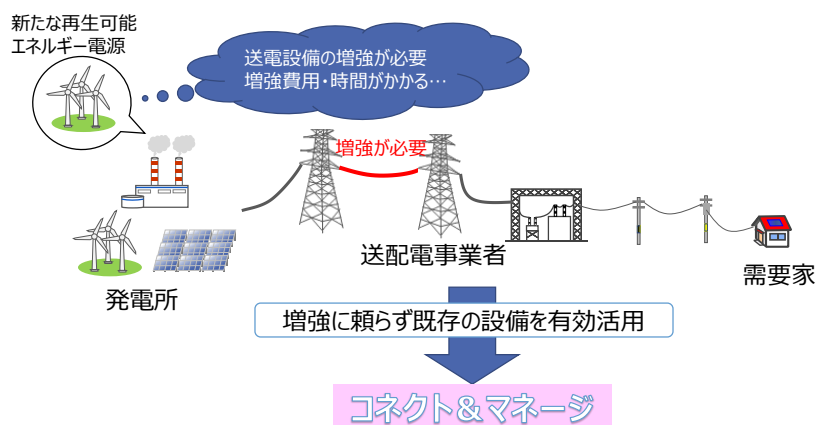 新たな再生可能
エネルギー電源
送電設備の増強が必要
増強費用・時間がかかる…
増強が必要
送配電事業者
発電所
需要家
増強に頼らず既存の設備を有効活用
コネクト&マネージ